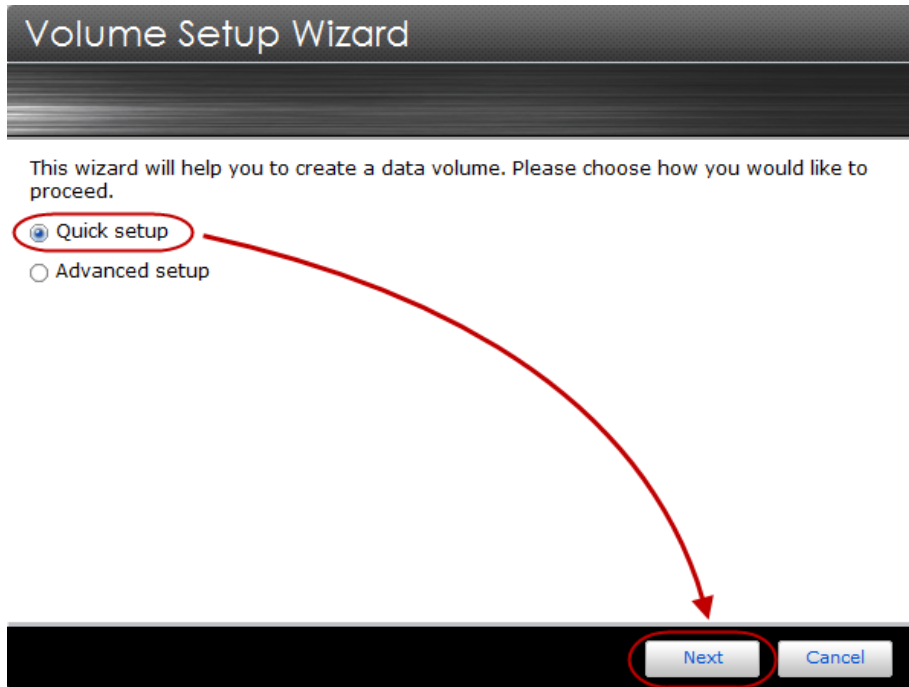 Volume Setup Wizard
This wizard will help you to create a data volume. Please choose how you would like to
proceed.
Quick setup
Advanced setup
Next
Cancel